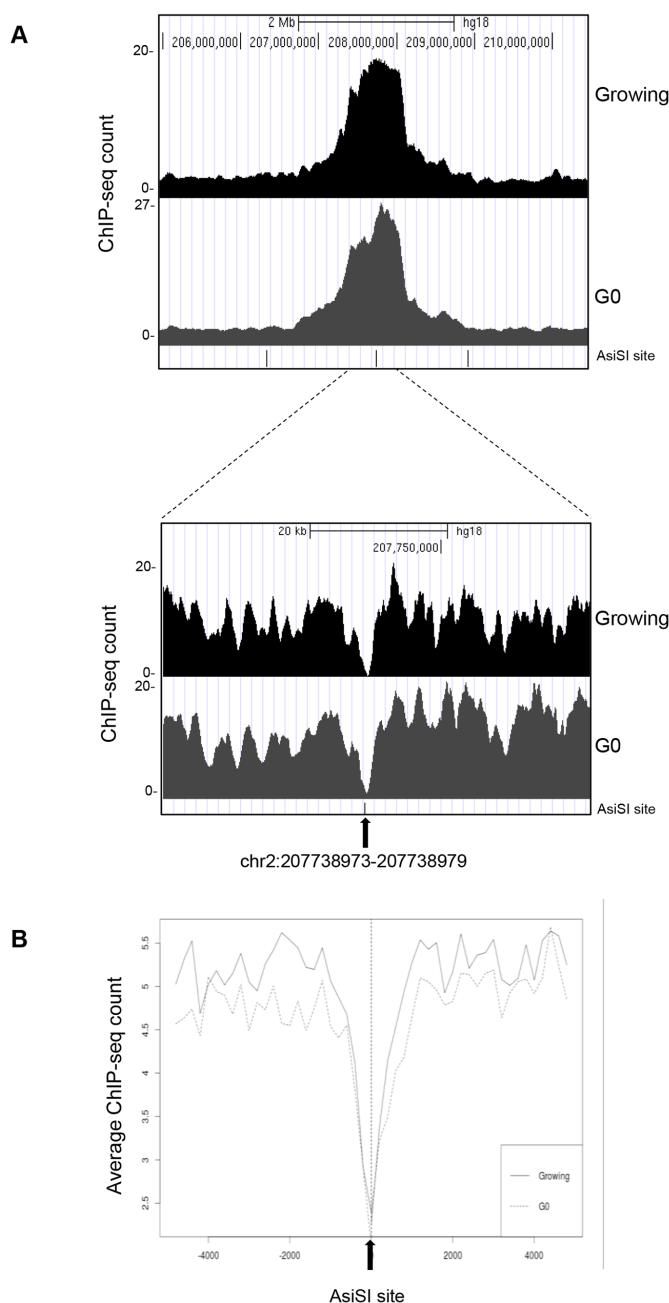 A
2 Mb hg18
206,000,000 207,000,000 208,000,000 209,000,000 210,000,000
20-
Growing
ChIP-seq count
0-
27-
G0
0-
AsiSI site
20 kb hg18
207,750,000
20-
Growing
ChIP-seq count
0-
20-
G0
0-
AsiSI site
chr2:207738973-207738979
B
5.5
5
4.5
4
3.5
3
2.5
Average ChIP-seq count
Growing
G0
-4000 -2000 2000 4000
AsiSI site